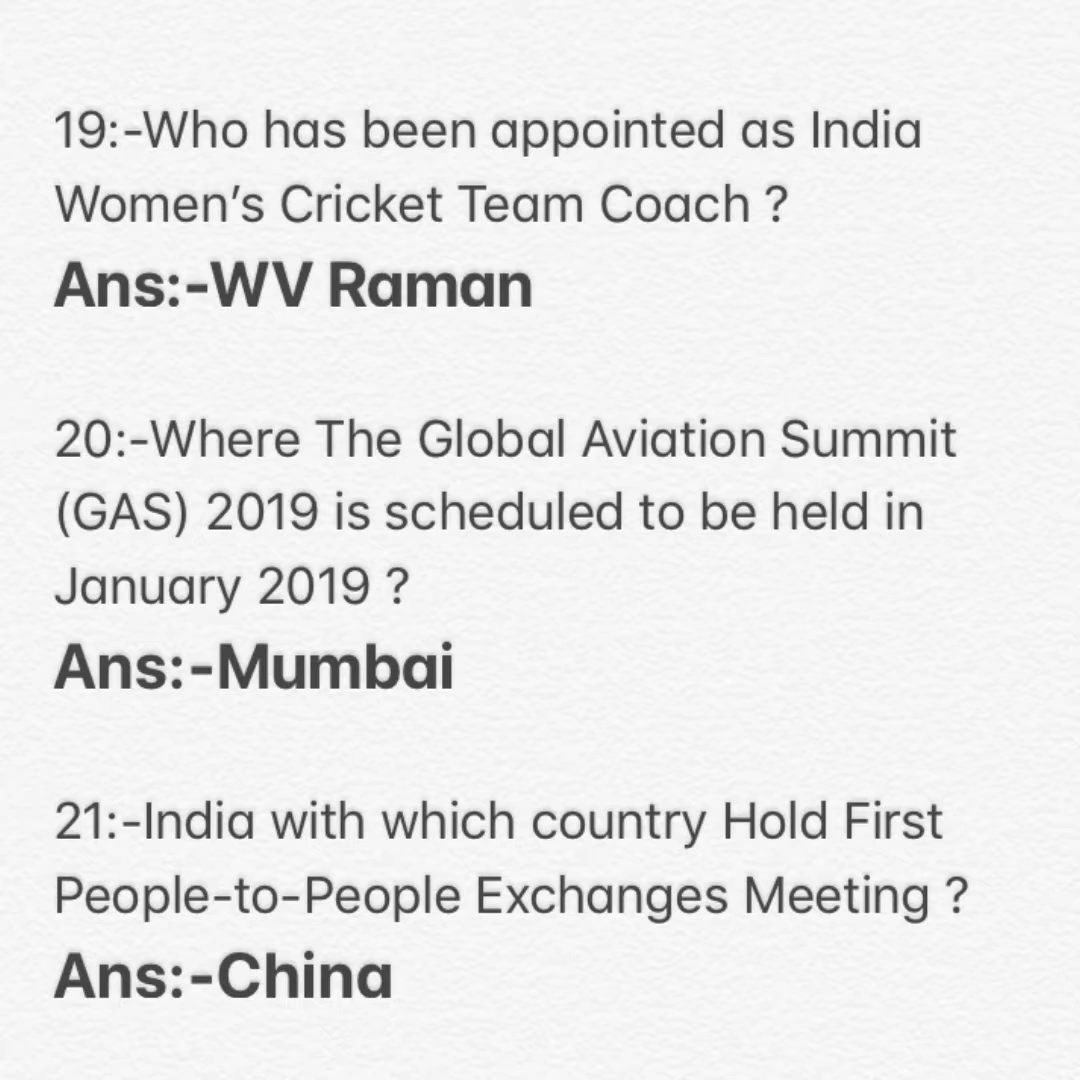 19:-Who has been appointed as India
Women’s Cricket Team Coach ?
Ans:-WV Raman
20:-Where The Global Aviation Summit
(GAS) 2019 is scheduled to be held in
January 2019 ?
Ans:-Mumbai
21:-India with which country Hold First
People-to-People Exchanges Meeting ?
Ans:-China